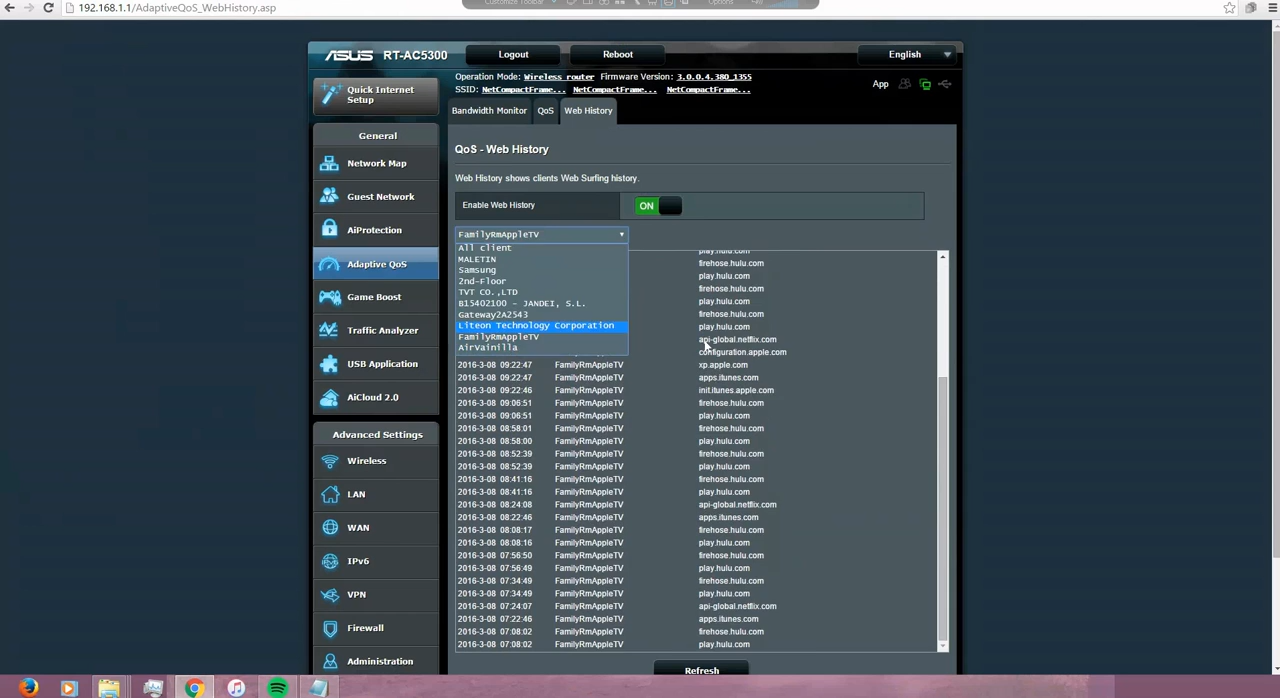 192.168.1.1/AdaptiveQoS_WebHistory.asp
Customize Toolbar
Options
ASUS RT-AC5300
Logout
Reboot
English
Quick Internet
Setup
Operation Mode: Wireless router Firmware Version: 3.0.0.4.380_1355
SSID: NetCompactFrame... NetCompactFrame... NetCompactFrame...
App
Bandwidth Monitor
QoS
Web History
General
Network Map
Guest Network
AiProtection
Adaptive QoS
Game Boost
Traffic Analyzer
USB Application
AiCloud 2.0
Advanced Settings
Wireless
LAN
WAN
IPv6
VPN
Firewall
Administration
QoS - Web History
Web History shows clients Web Surfing history.
Enable Web History
ON
FamilyRmAppleTV
All client
MALETIN
Samsung
2nd-Floor
TVT CO.,LTD
B15402100 - JANDEI, S.L.
Gateway2A2543
Liteon Technology Corporation
FamilyRmAppleTV
AirVainilla
play.hulu.com
firehose.hulu.com
play.hulu.com
firehose.hulu.com
play.hulu.com
firehose.hulu.com
play.hulu.com
api-global.netflix.com
configuration.apple.com
2016-3-08 09:22:47 FamilyRmAppleTV xp.apple.com
2016-3-08 09:22:47 FamilyRmAppleTV apps.itunes.com
2016-3-08 09:22:46 FamilyRmAppleTV init.itunes.apple.com
2016-3-08 09:06:51 FamilyRmAppleTV firehose.hulu.com
2016-3-08 09:06:51 FamilyRmAppleTV play.hulu.com
2016-3-08 08:58:01 FamilyRmAppleTV firehose.hulu.com
2016-3-08 08:58:00 FamilyRmAppleTV play.hulu.com
2016-3-08 08:52:39 FamilyRmAppleTV firehose.hulu.com
2016-3-08 08:52:39 FamilyRmAppleTV play.hulu.com
2016-3-08 08:41:16 FamilyRmAppleTV firehose.hulu.com
2016-3-08 08:41:16 FamilyRmAppleTV play.hulu.com
2016-3-08 08:24:08 FamilyRmAppleTV api-global.netflix.com
2016-3-08 08:22:46 FamilyRmAppleTV apps.itunes.com
2016-3-08 08:08:17 FamilyRmAppleTV firehose.hulu.com
2016-3-08 08:08:16 FamilyRmAppleTV play.hulu.com
2016-3-08 07:56:50 FamilyRmAppleTV firehose.hulu.com
2016-3-08 07:56:49 FamilyRmAppleTV play.hulu.com
2016-3-08 07:34:49 FamilyRmAppleTV firehose.hulu.com
2016-3-08 07:34:49 FamilyRmAppleTV play.hulu.com
2016-3-08 07:24:07 FamilyRmAppleTV api-global.netflix.com
2016-3-08 07:22:46 FamilyRmAppleTV apps.itunes.com
2016-3-08 07:08:02 FamilyRmAppleTV firehose.hulu.com
2016-3-08 07:08:02 FamilyRmAppleTV play.hulu.com
Refresh